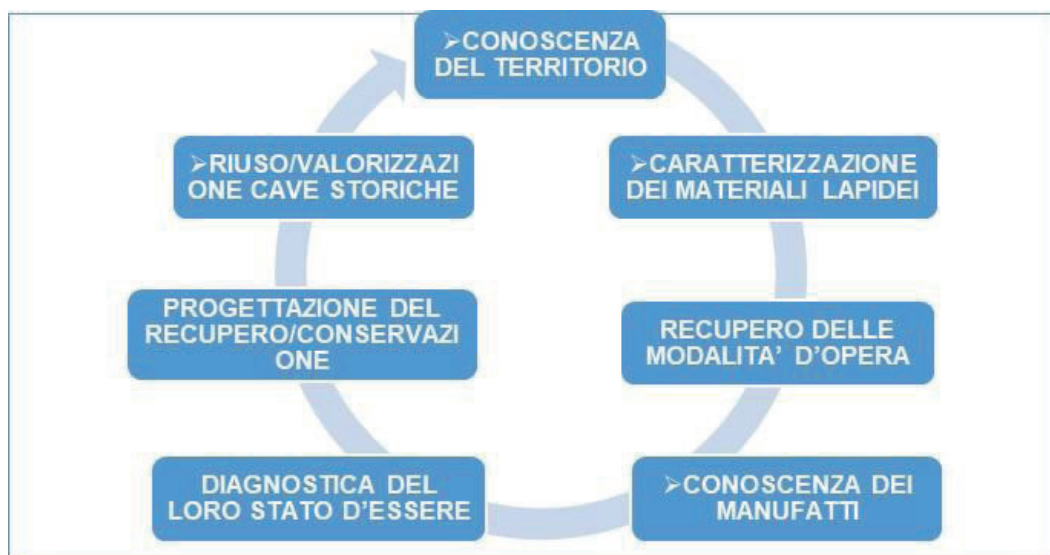 ➢CONOSCENZA
DEL TERRITORIO
➢CARATTERIZZAZIONE
DEI MATERIALI LAPIDEI
RECUPERO DELLE
MODALITA’ D’OPERA
➢CONOSCENZA DEI
MANUFATTI
DIAGNOSTICA DEL
LORO STATO D’ESSERE
PROGETTAZIONE DEL
RECUPERO/CONSERVAZI
ONE
➢RIUSO/VALORIZZAZI
ONE CAVE STORICHE